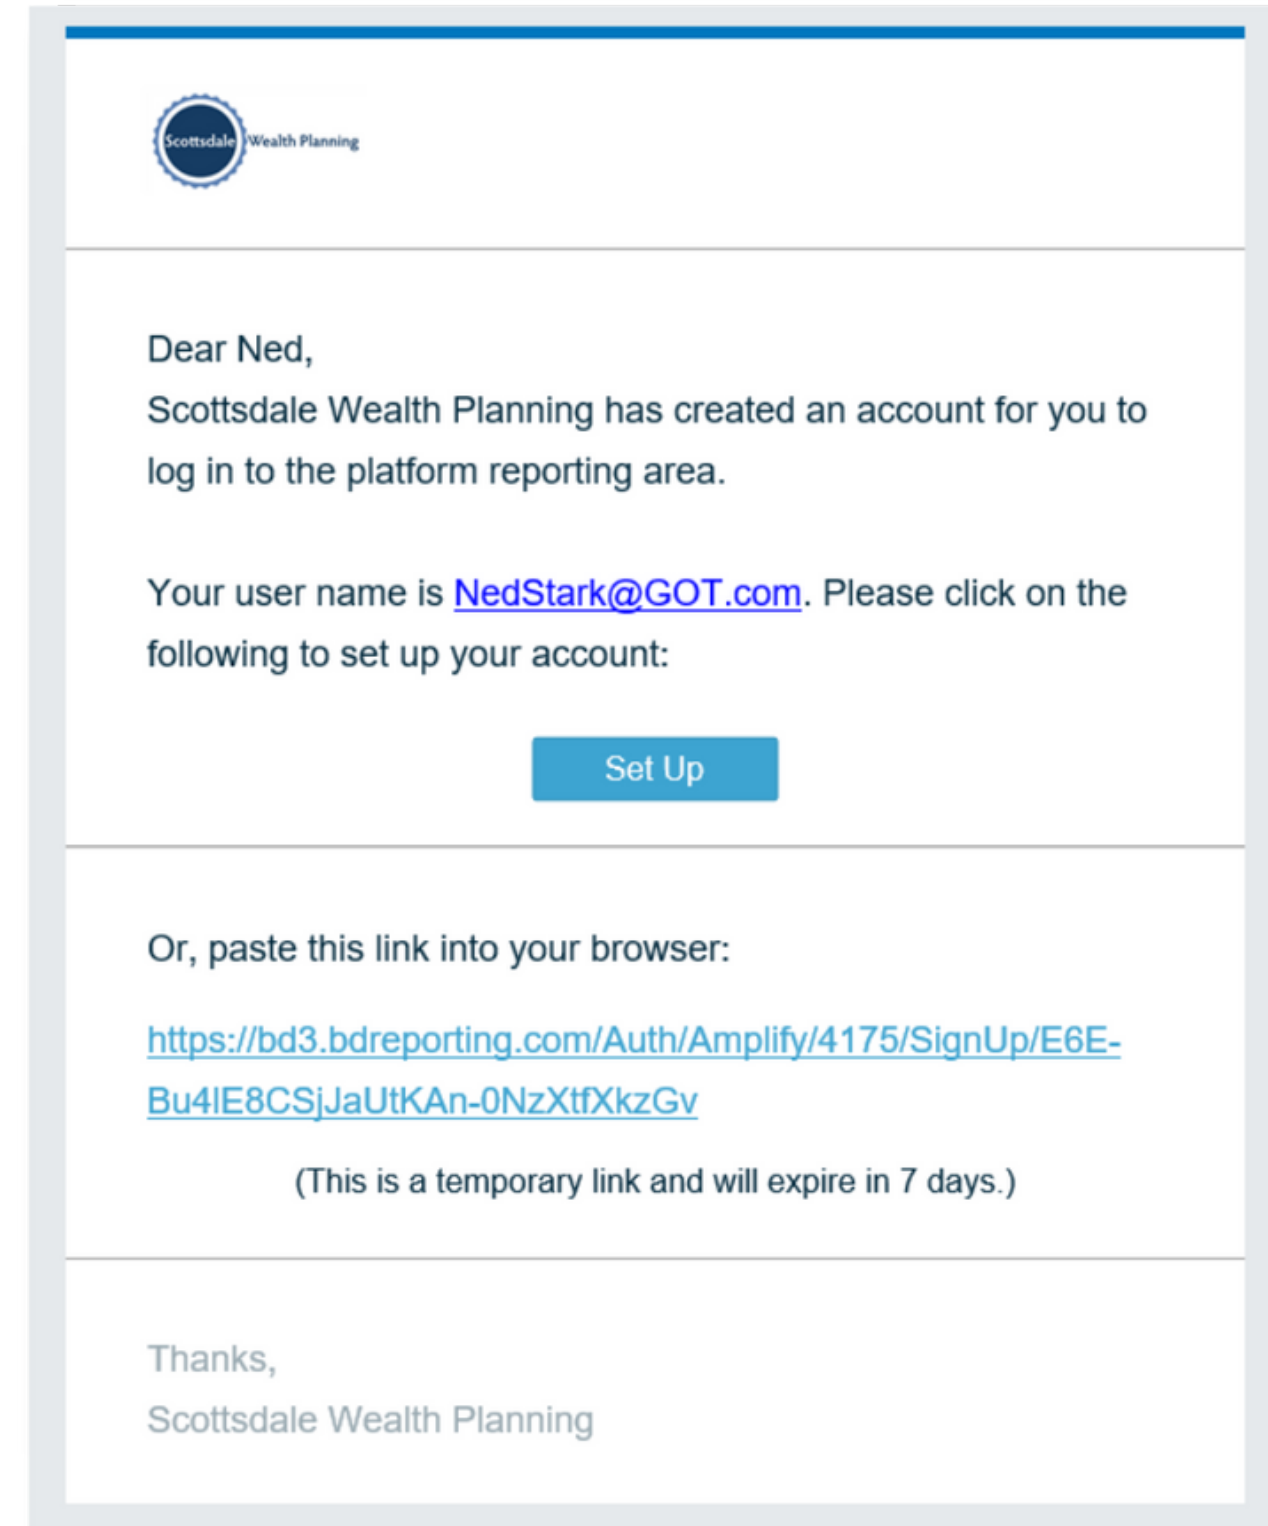 Scottsdale Wealth Planning
Dear Ned,
Scottsdale Wealth Planning has created an account for you to
log in to the platform reporting area.
Your user name is NedStark@GOT.com. Please click on the
following to set up your account:
Set Up
Or, paste this link into your browser:
https://bd3.bdreporting.com/Auth/Amplify/4175/SignUp/E6E-
Bu4lE8CSjJaUtKAn-0NzXtfXkzGv
(This is a temporary link and will expire in 7 days.)
Thanks,
Scottsdale Wealth Planning